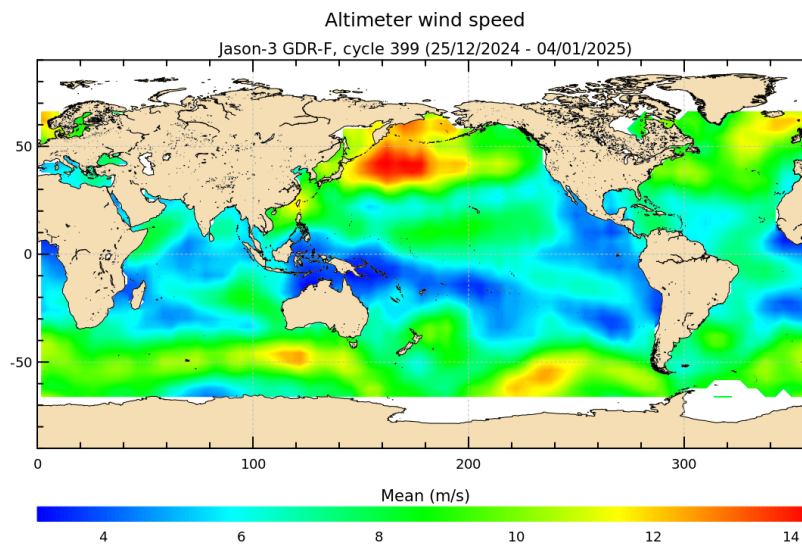 Altimeter wind speed
Jason-3 GDR-F, cycle 399 (25/12/2024 - 04/01/2025)
50
0
-50
0 100 200 300
Mean (m/s)
4 6 8 10 12 14